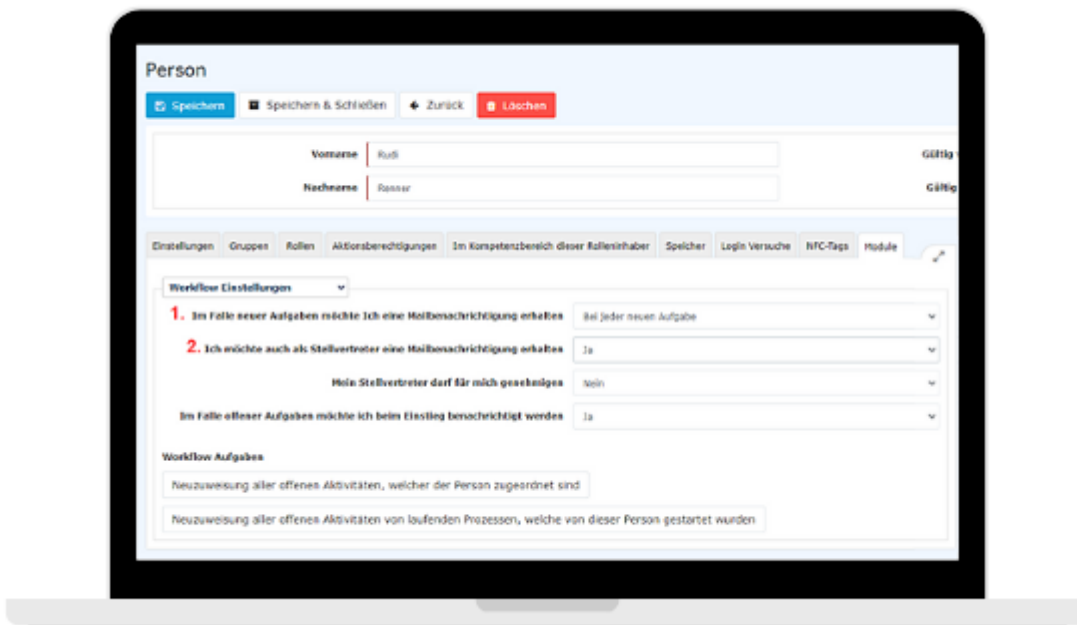 Person
Speichern Speichern & Schließen Zurück Löschen
Vorname Rudi Gültig
Nachname Renner Gültig
Einstellungen Gruppen Rollen Aktionsberechtigungen Im Kompetenzbereich dieser Rolleninhaber Speicher Login Versuche NFC-Tags Module
Workflow Einstellungen
1. Im Falle neuer Aufgaben möchte Ich eine Mailbenachrichtigung erhalten Bei jeder neuen Aufgabe
2. Ich möchte auch als Stellvertreter eine Mailbenachrichtigung erhalten Ja
Mein Stellvertreter darf für mich genehmigen Nein
Im Falle offener Aufgaben möchte ich beim Einstieg benachrichtigt werden Ja
Workflow Aufgaben
Neuzuweisung aller offenen Aktivitäten, welcher der Person zugeordnet sind
Neuzuweisung aller offenen Aktivitäten von laufenden Prozessen, welche von dieser Person gestartet wurden